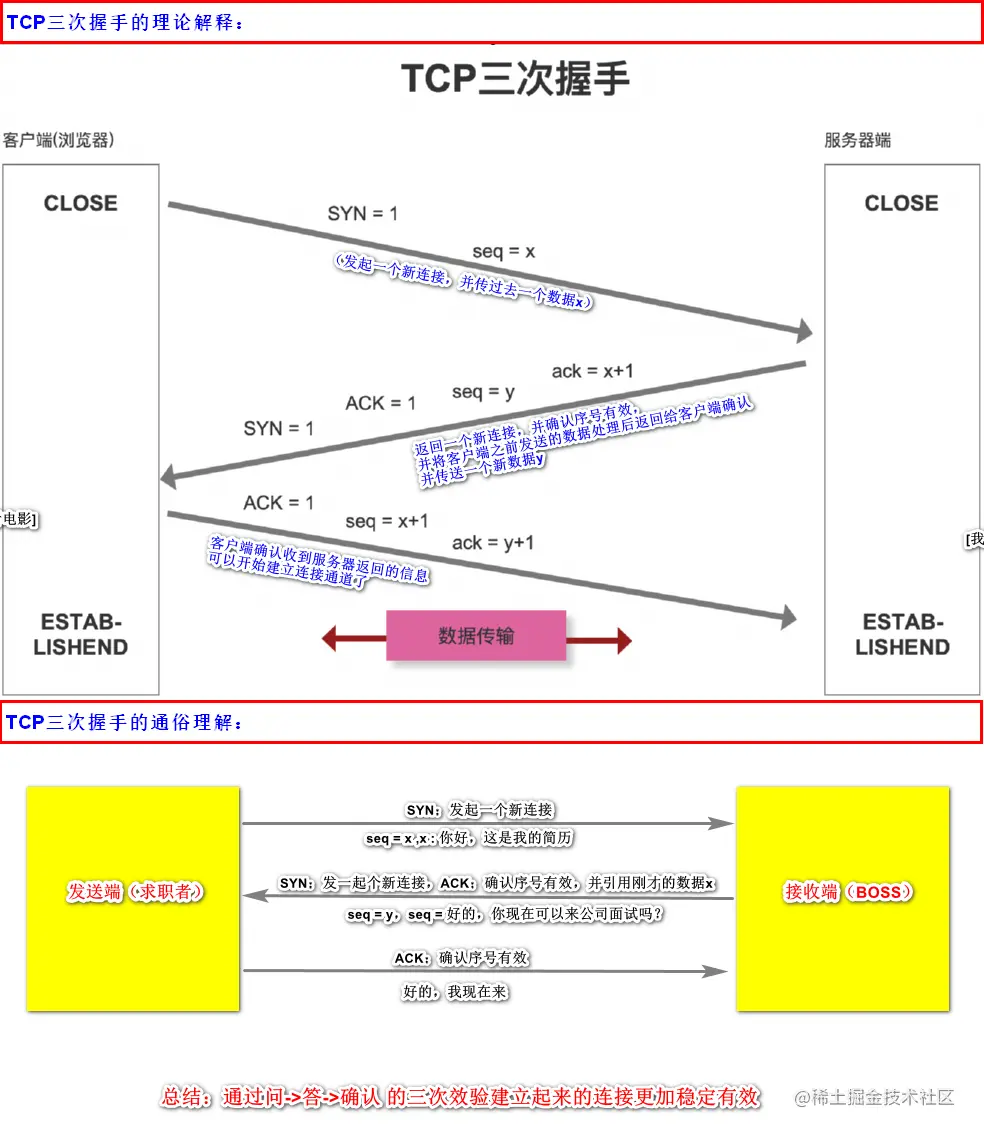 TCP三次握手的理论解释：
TCP三次握手
客户端(浏览器)
服务器端
CLOSE
CLOSE
SYN = 1
seq = x
（发起一个新连接，并传过去一个数据x）
ack = x+1
seq = y
ACK = 1
SYN = 1
返回一个新连接，并确认序号有效，
并将客户端之前发送的数据处理后返回给客户端确认
并传送一个新数据y
ACK = 1
seq = x+1
ack = y+1
电影]
[我
客户端确认收到服务器返回的信息
可以开始建立连接通道了
ESTAB-
LISHEND
ESTAB-
LISHEND
数据传输
TCP三次握手的通俗理解：
SYN；发起一个新连接
seq = x ,x : 你好，这是我的简历
发送端（求职者）
SYN；发一起个新连接，ACK；确认序号有效，并引用刚才的数据x
接收端（BOSS）
seq = y，seq = 好的，你现在可以来公司面试吗？
ACK；确认序号有效
好的，我现在来
总结：通过问->答->确认 的三次效验建立起来的连接更加稳定有效
@稀土掘金技术社区